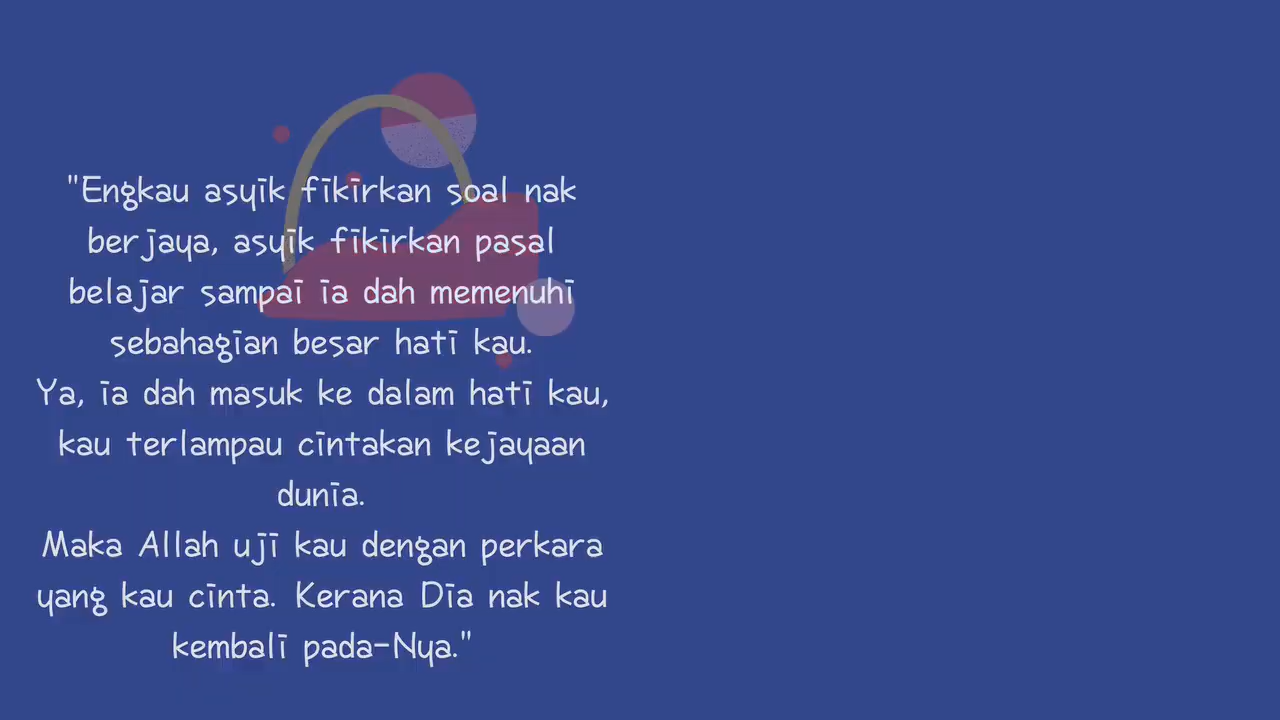 "Engkau asyik fikirkan soal nak
berjaya, asyik fikirkan pasal
belajar sampai ia dah memenuhi
sebahagian besar hati kau.
Ya, ia dah masuk ke dalam hati kau,
kau terlampau cintakan kejayaan
dunia.
Maka Allah uji kau dengan perkara
yang kau cinta. Kerana Dia nak kau
kembali pada-Nya."